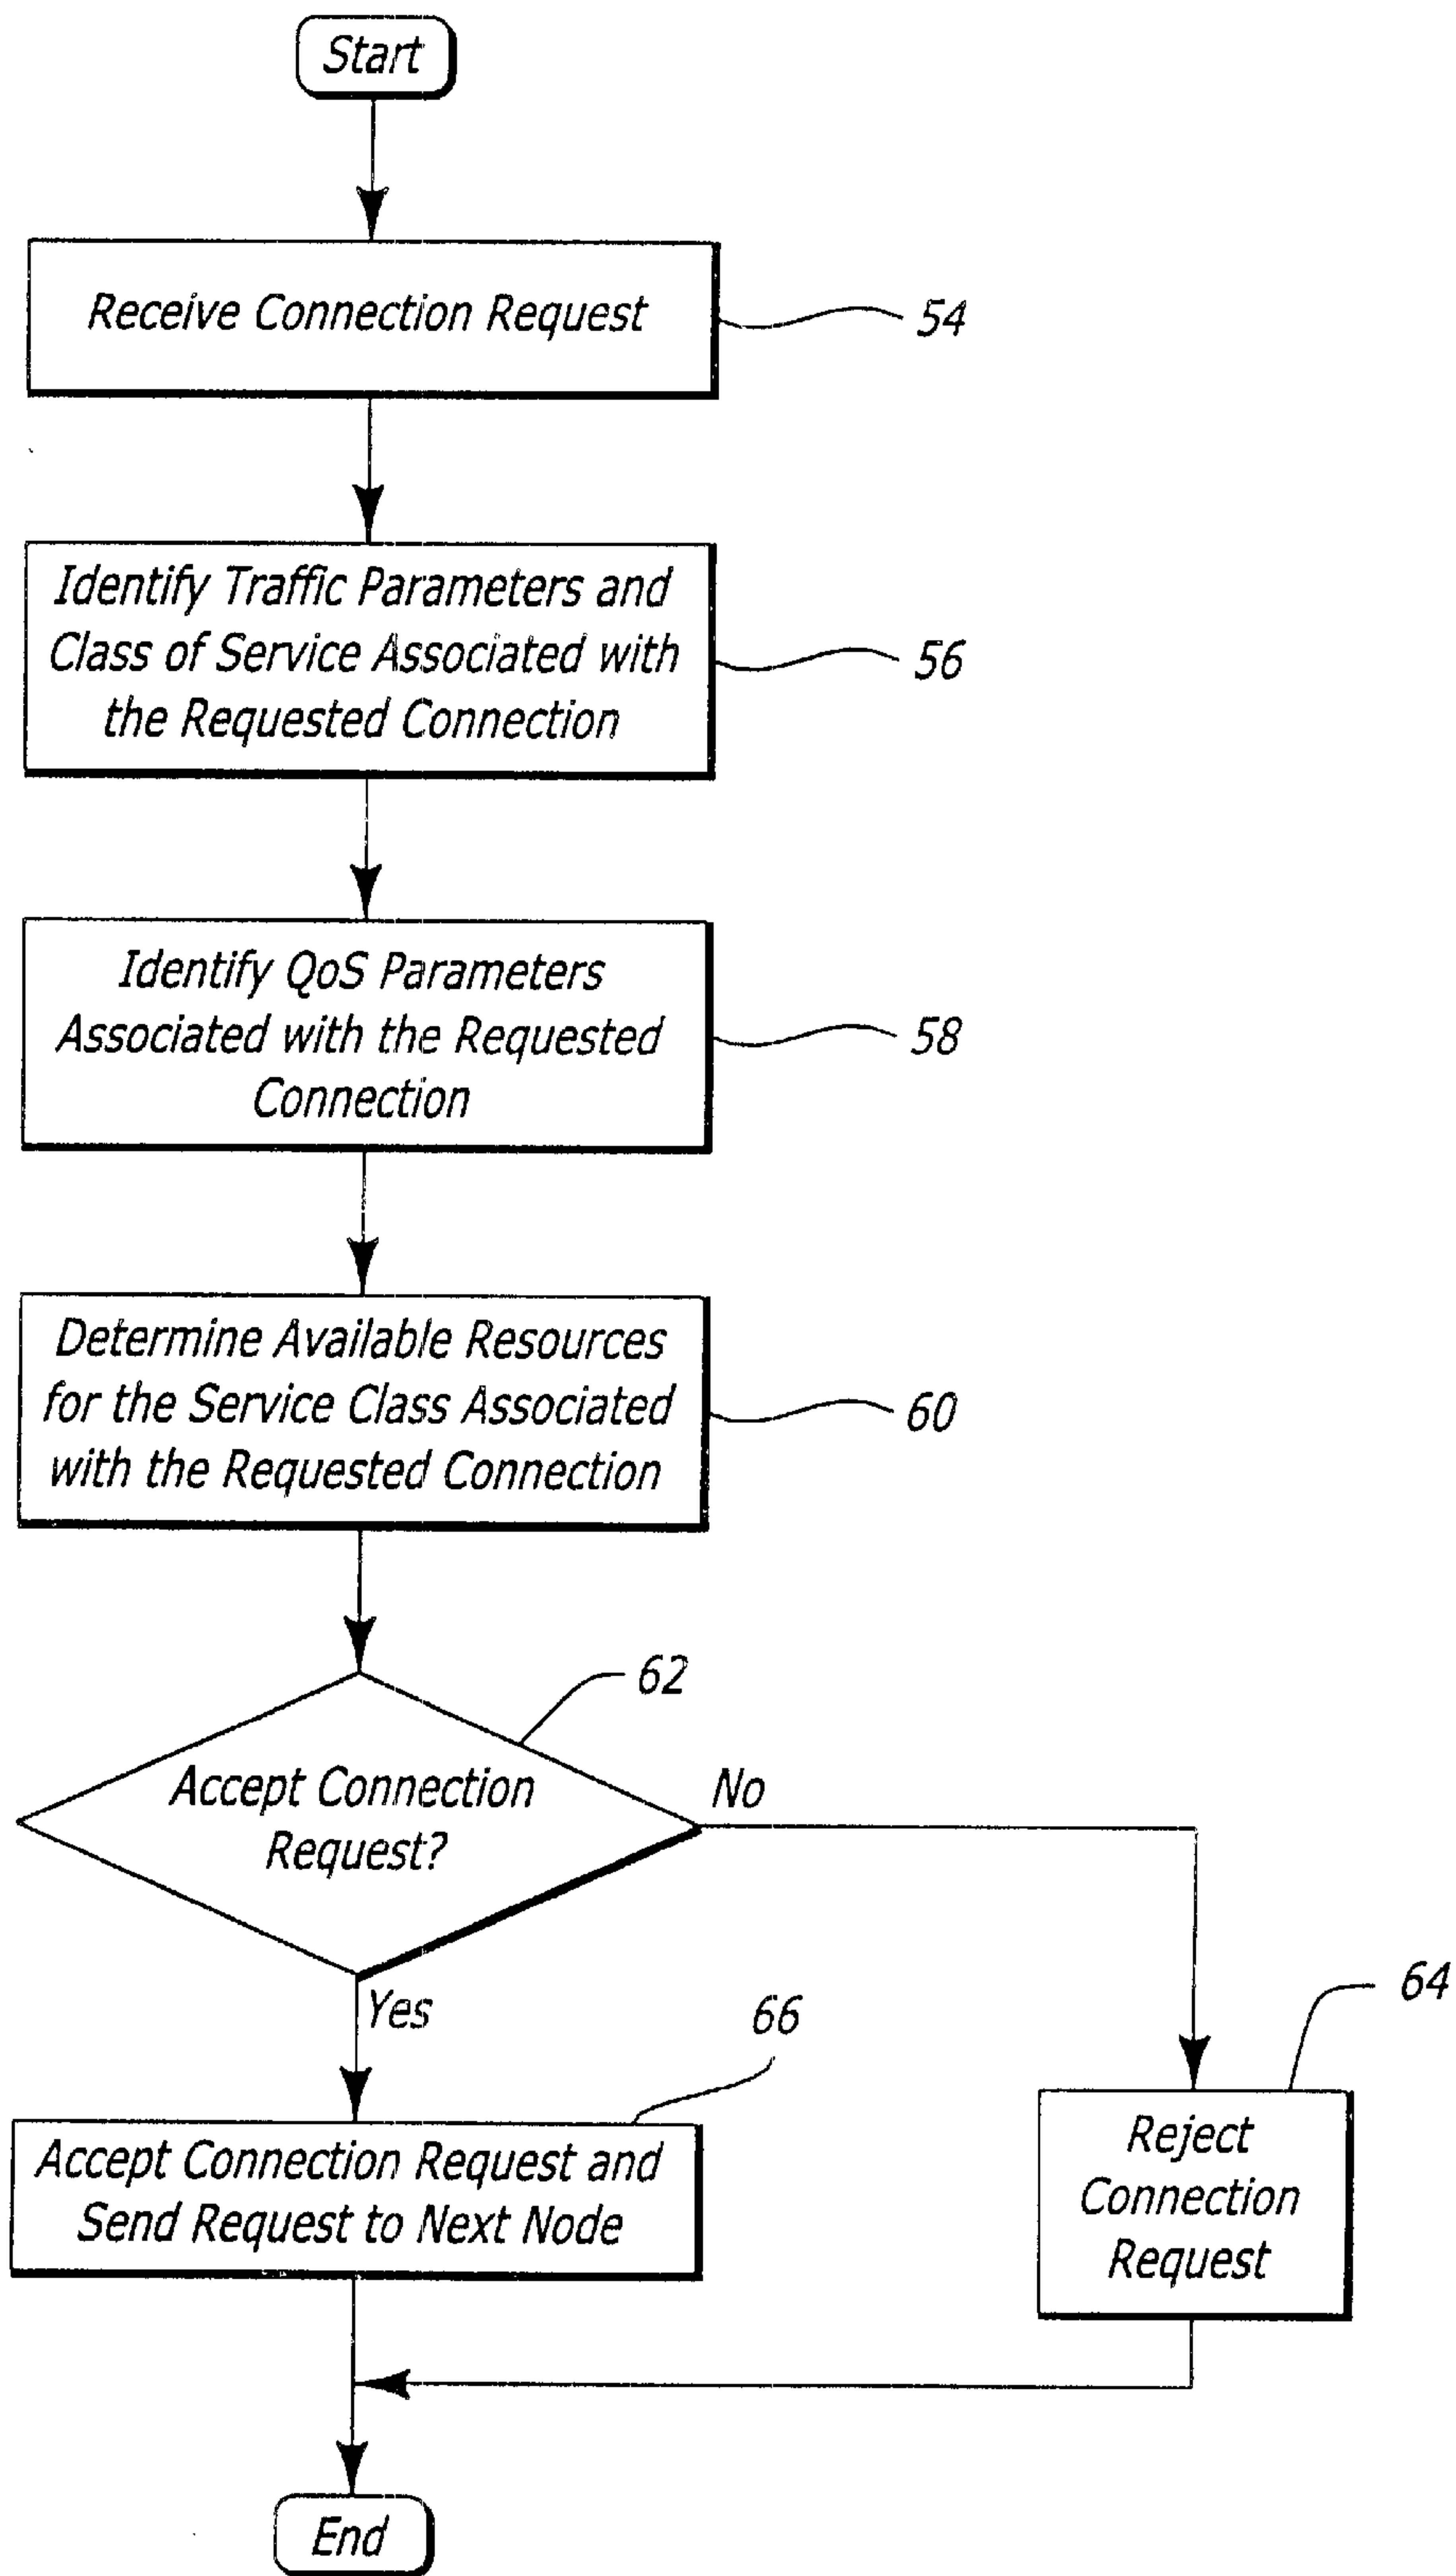 Start
Receive Connection Request
54
Identify Traffic Parameters and
Class of Service Associated with
the Requested Connection
56
Identify QoS Parameters
Associated with the Requested
Connection
58
Determine Available Resources
for the Service Class Associated
with the Requested Connection
60
62
Accept Connection
Request?
No
Yes
66
64
Accept Connection Request and
Send Request to Next Node
Reject
Connection
Request
End